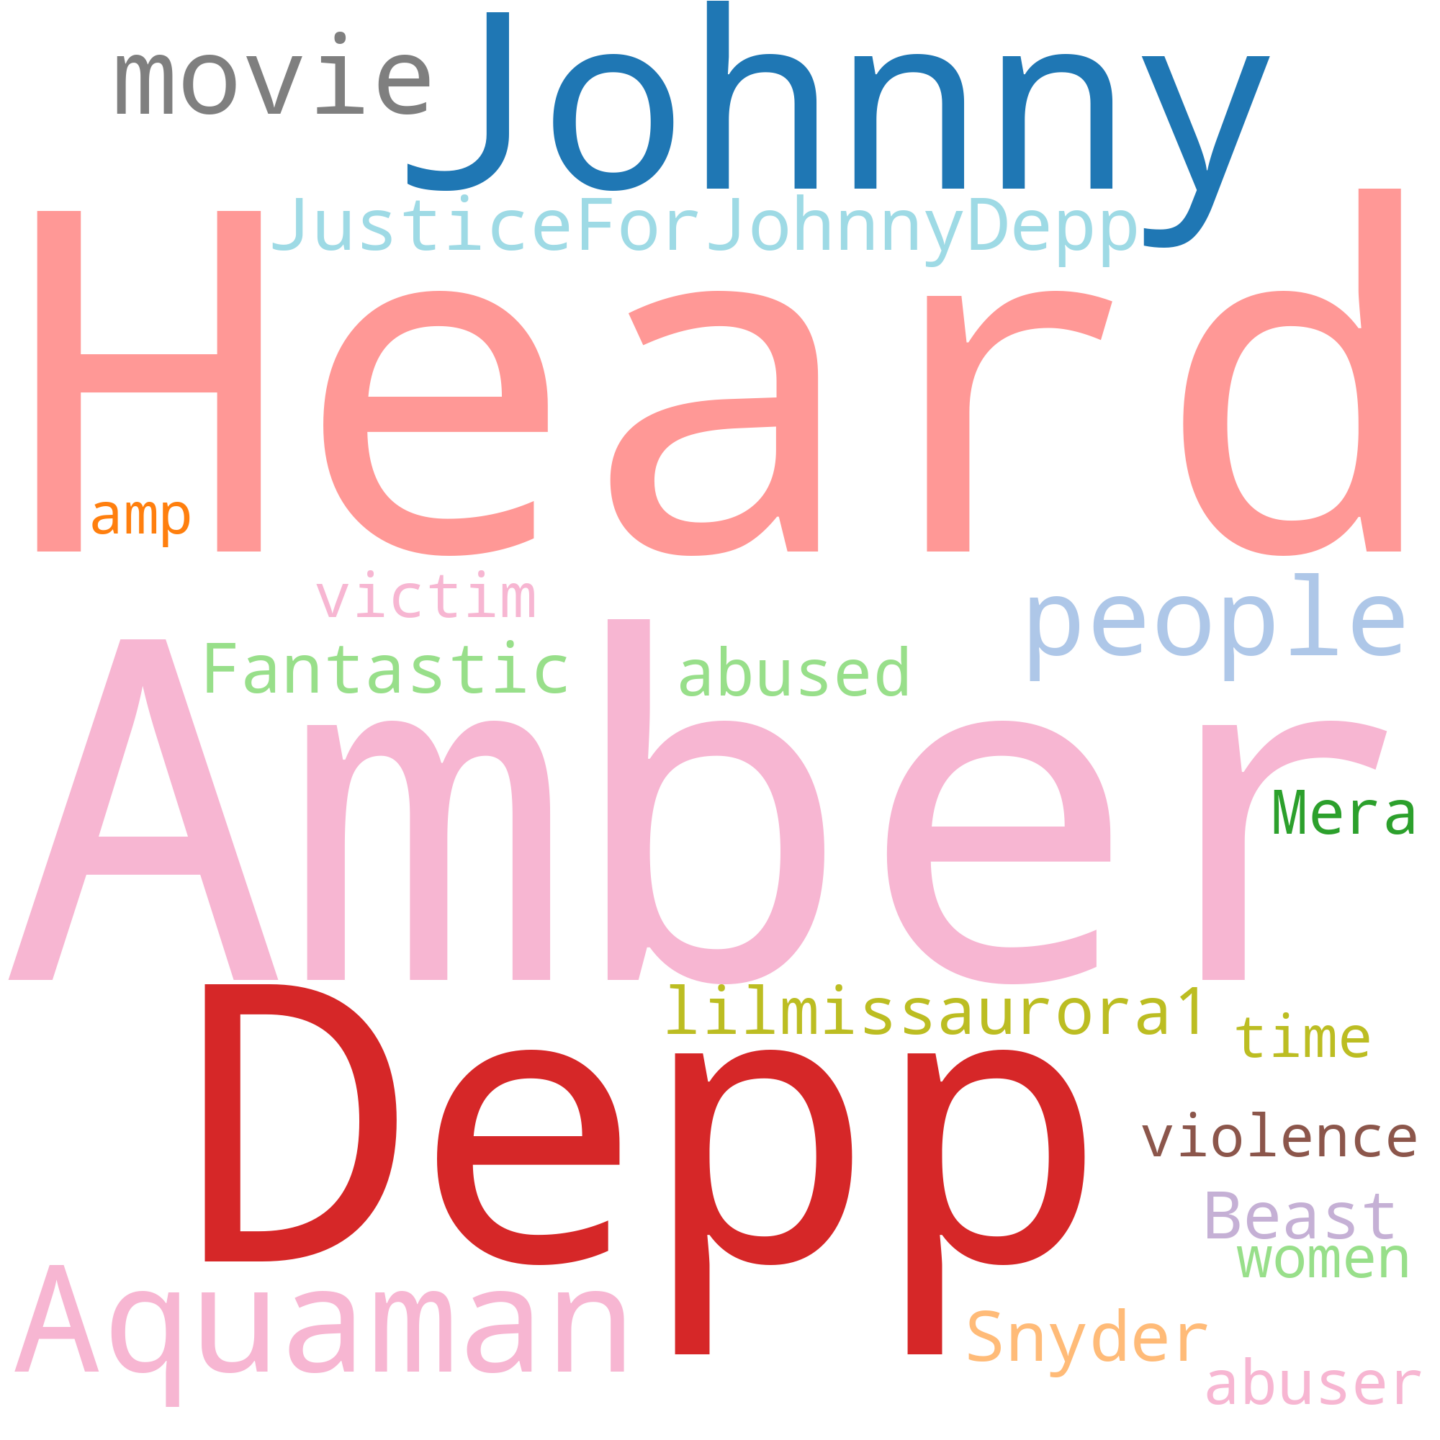 movie
Johnny
JusticeForJohnnyDepp
Heard
amp
victim
people
Fantastic
abused
Amber
Mera
lilmissaurora1
time
Depp
violence
Beast
women
Aquaman
Snyder
abuser